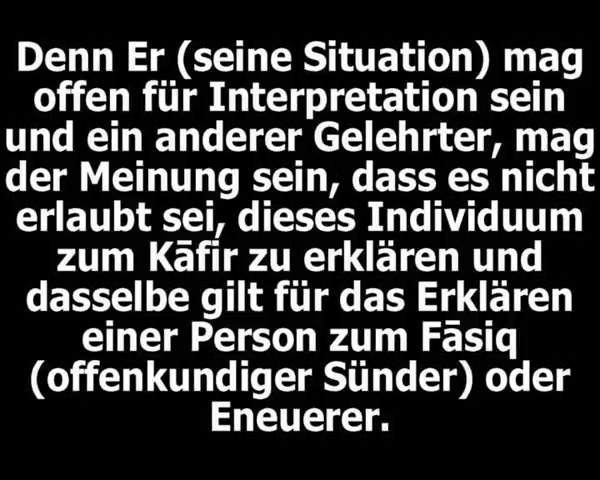 Denn Er (seine Situation) mag
offen für Interpretation sein
und ein anderer Gelehrter, mag
der Meinung sein, dass es nicht
erlaubt sei, dieses Individuum
zum Kāfir zu erklären und
dasselbe gilt für das Erklären
einer Person zum Fāsiq
(offenkundiger Sünder) oder
Eneuerer.